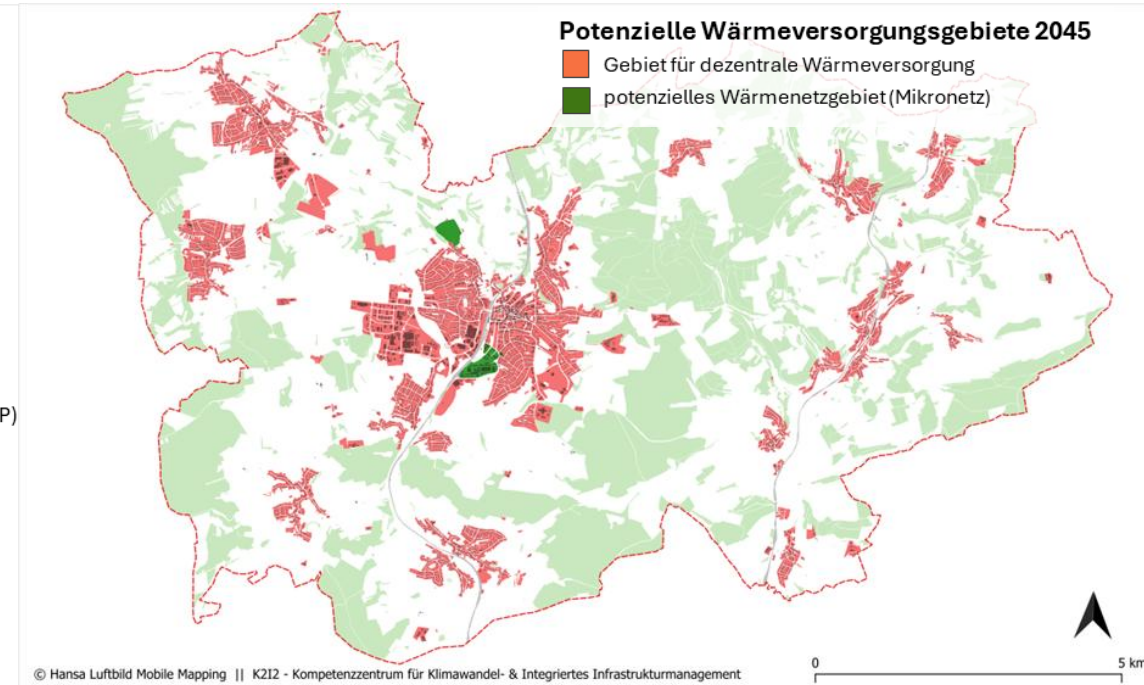 Potenzielle Wärmeversorgungsgebiete 2045
Gebiet für dezentrale Wärmeversorgung
potenzielles Wärmenetzgebiet (Mikronetz)
P)
© Hansa Luftbild Mobile Mapping || K2I2 - Kompetenzzentrum für Klimawandel- & Integriertes Infrastrukturmanagement
0 5 km